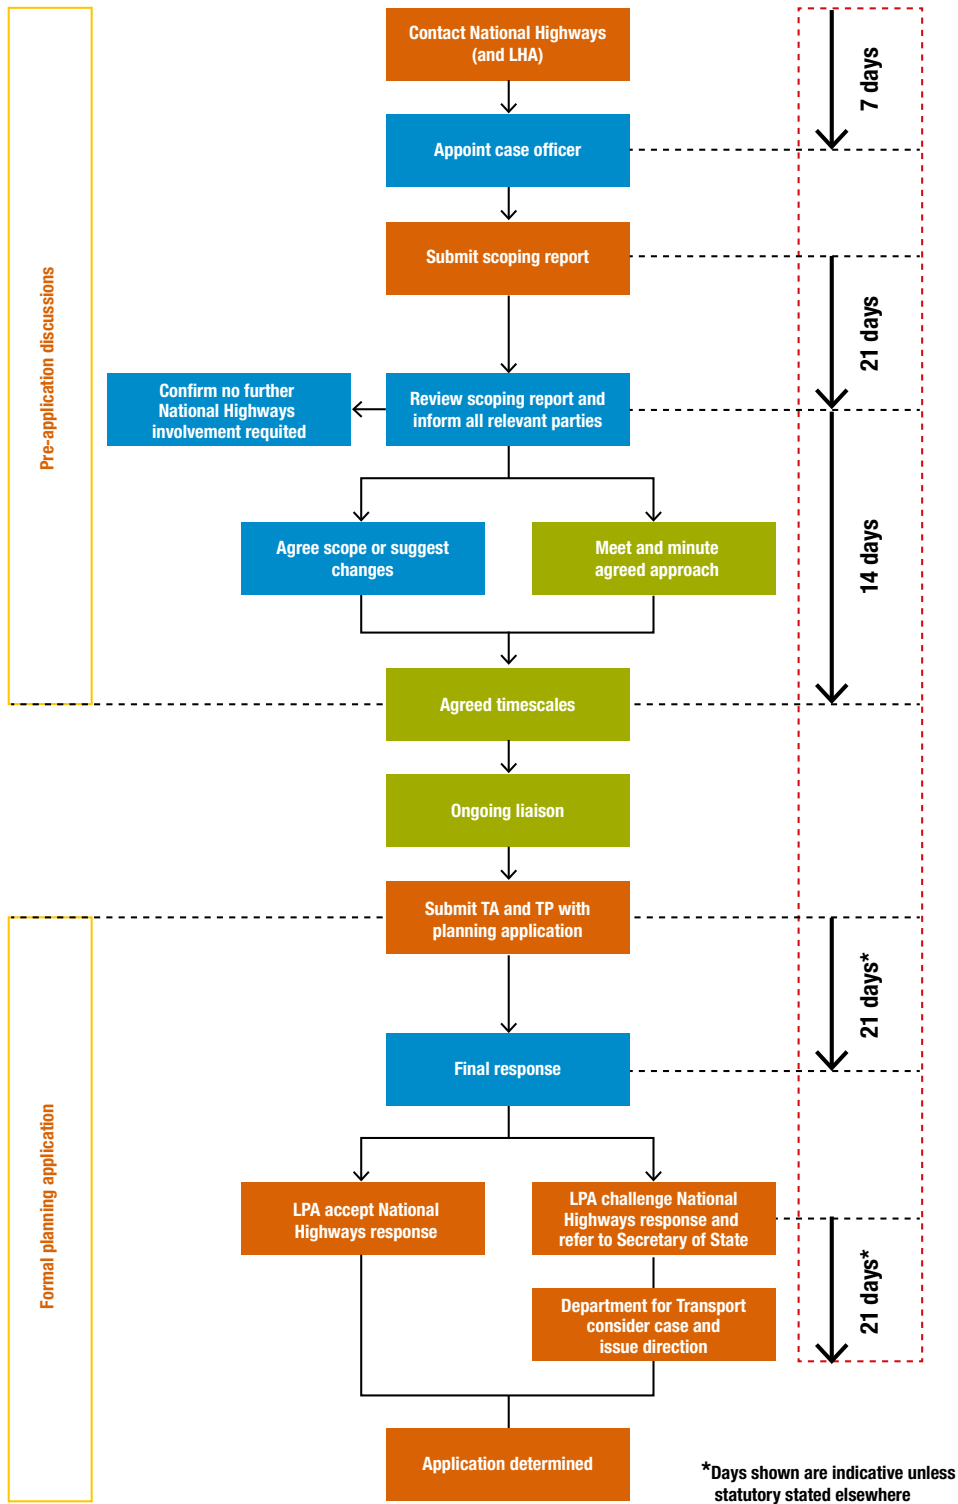 Contact National Highways
(and LHA)
7 days
Appoint case officer
Submit scoping report
21 days
Pre-application discussions
Confirm no further
National Highways
involvement requited
Review scoping report and
inform all relevant parties
14 days
Agree scope or suggest
changes
Meet and minute
agreed approach
Agreed timescales
Ongoing liaison
Submit TA and TP with
planning application
21 days*
Final response
Formal planning application
LPA accept National
Highways response
LPA challenge National
Highways response and
refer to Secretary of State
21 days*
Department for Transport
consider case and
issue direction
Application determined
*Days shown are indicative unless
statutory stated elsewhere